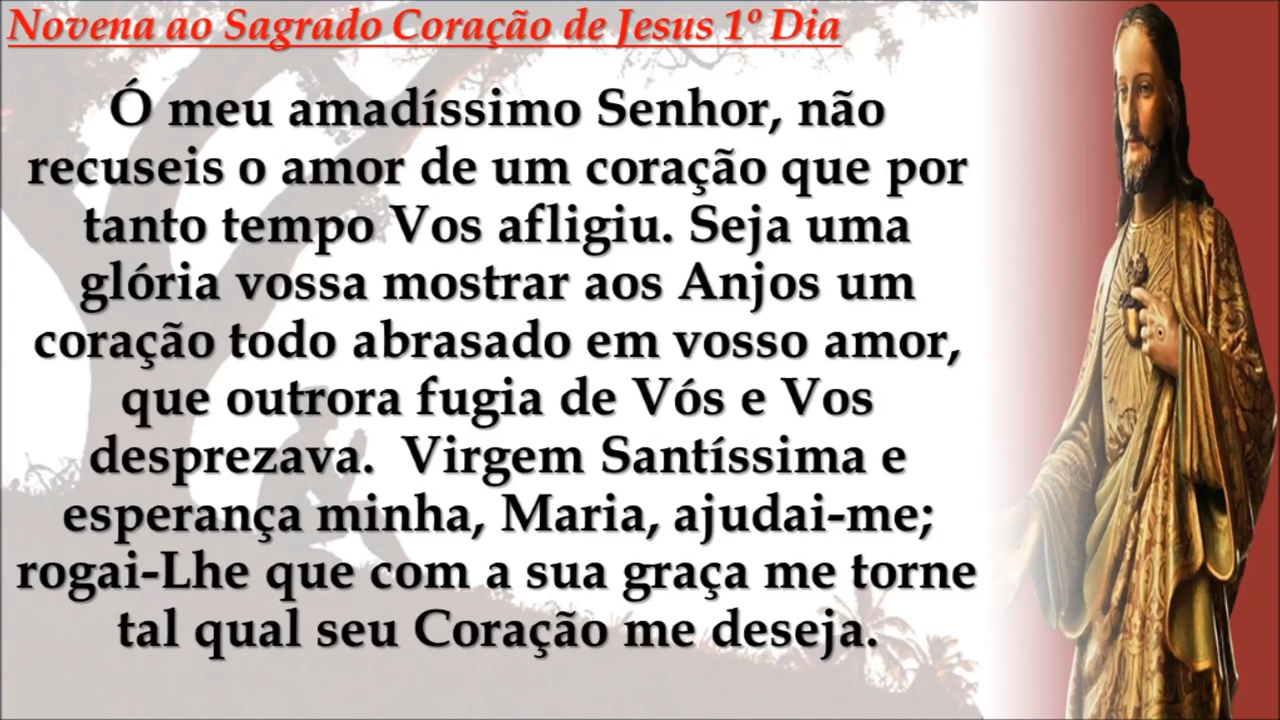 Novena ao Sagrado Coração de Jesus 1º Dia
Ó meu amadíssimo Senhor, não
recuseis o amor de um coração que por
tanto tempo Vos afligiu. Seja uma
glória vossa mostrar aos Anjos um
coração todo abrasado em vosso amor,
que outrora fugia de Vós e Vos
desprezava.  Virgem Santíssima e
esperança minha, Maria, ajudai-me;
rogai-Lhe que com a sua graça me torne
tal qual seu Coração me deseja.